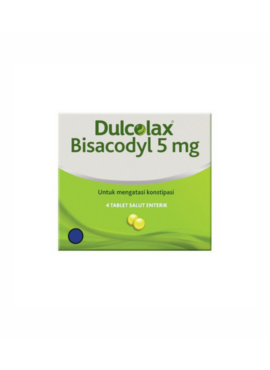 Dulcolax®
Bisacodyl 5 mg
Untuk mengatasi konstipasi
4 TABLET SALUT ENTERIK